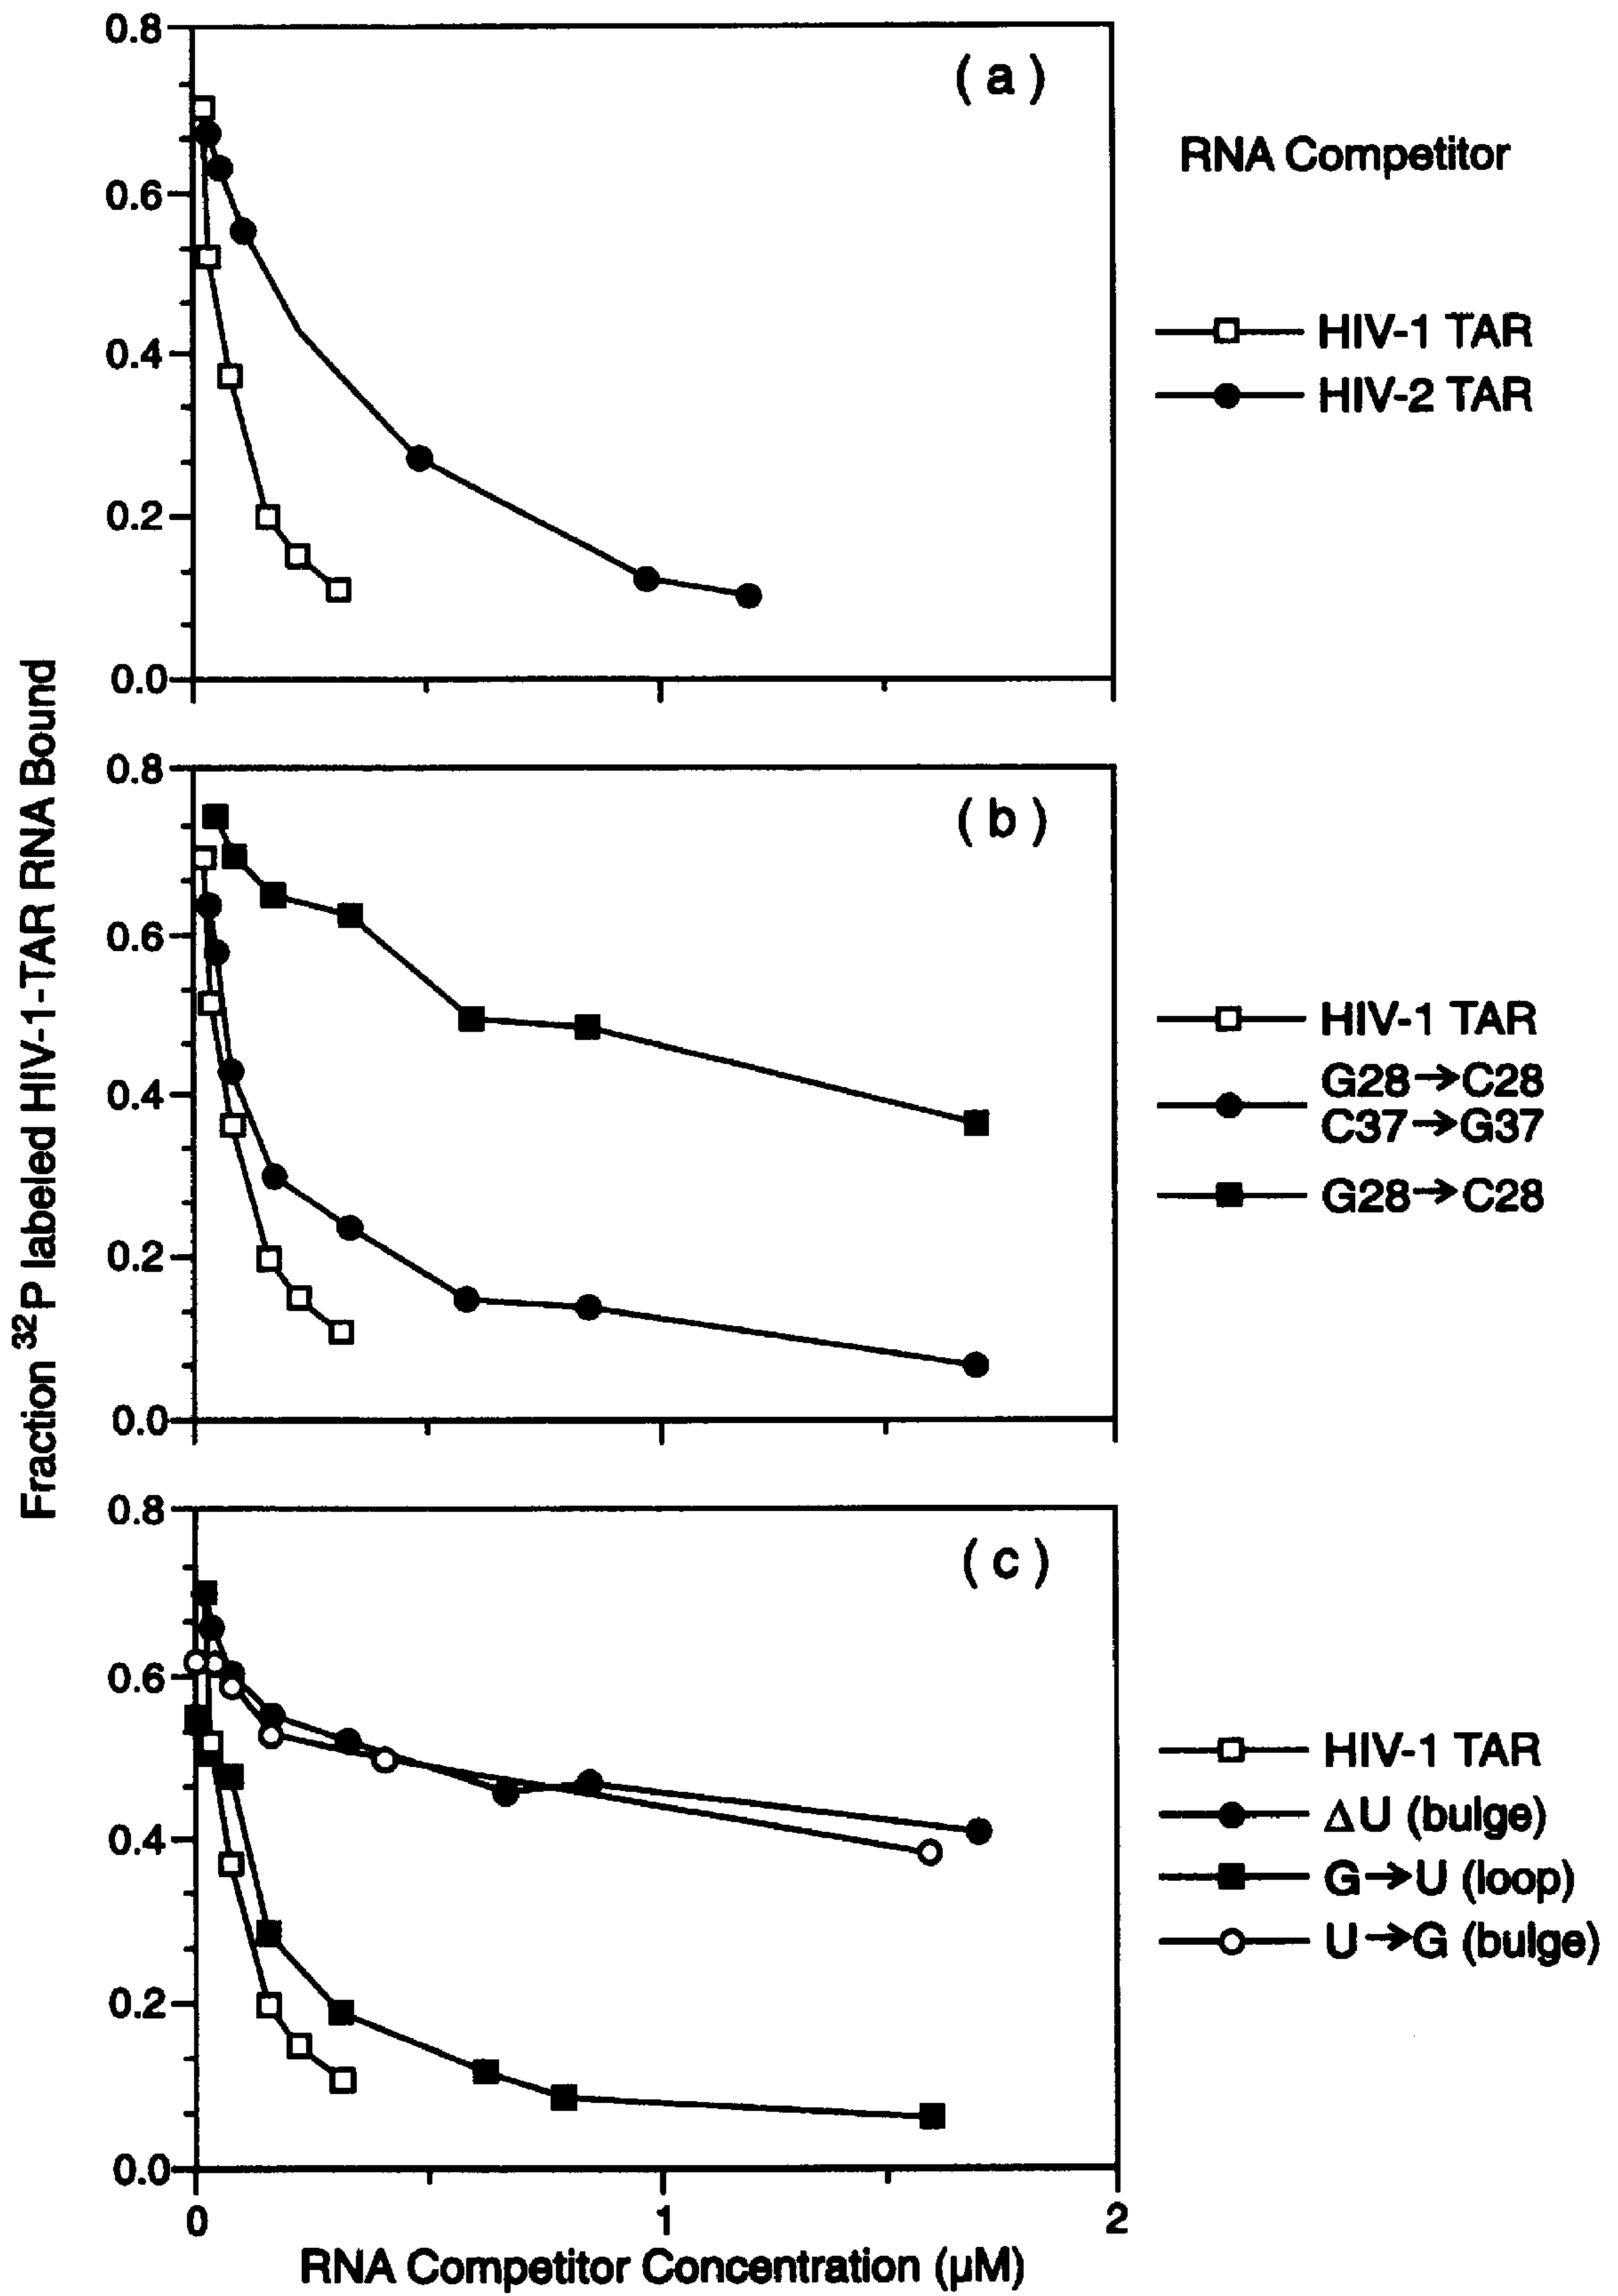 Fraction ³²P labeled HIV-1-TAR RNA Bound
0.8
0.6
0.4
0.2
0.0
( a )
RNA Competitor
HIV-1 TAR
HIV-2 TAR
0.8
0.6
0.4
0.2
0.0
( b )
HIV-1 TAR
G28→C28
C37→G37
G28→C28
0.8
0.6
0.4
0.2
0.0
( c )
HIV-1 TAR
ΔU (bulge)
G→U (loop)
U→G (bulge)
0 1 2
RNA Competitor Concentration (μM)